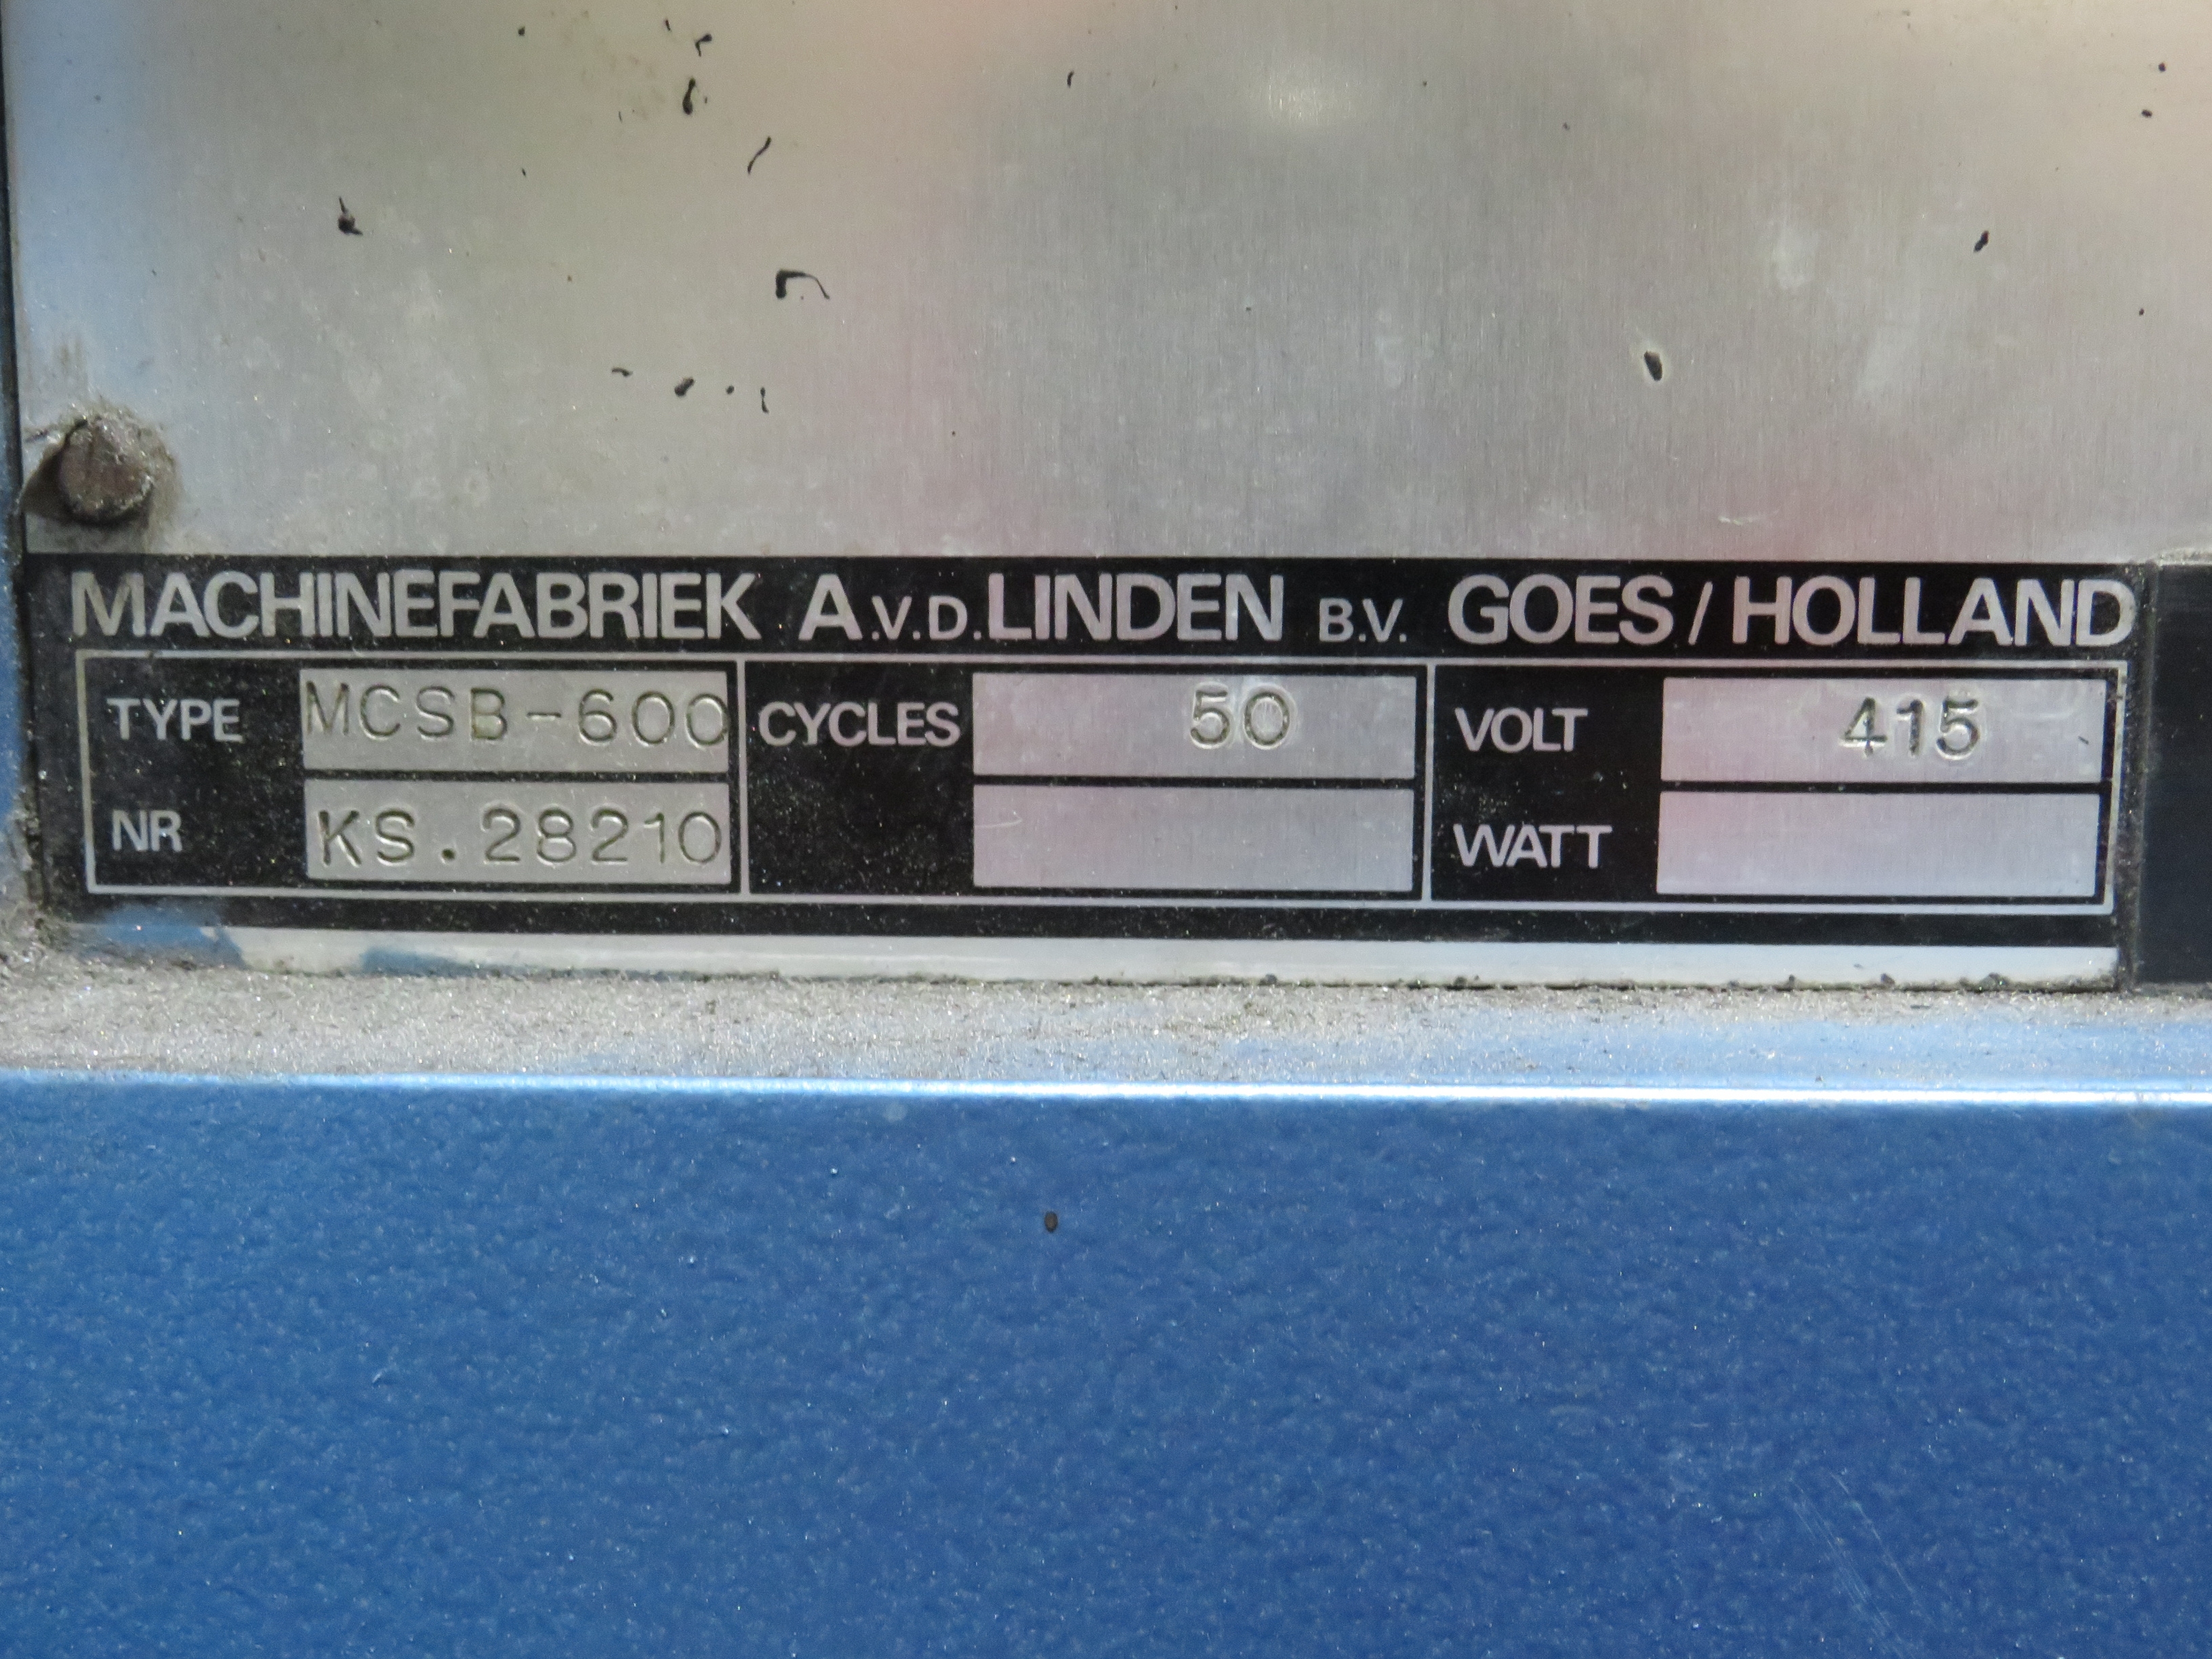 MACHINEFABRIEK A.V.D. LINDEN B.V. GOES / HOLLAND
TYPE MCSB-600 CYCLES 50 VOLT 415
NR KS.28210 WATT